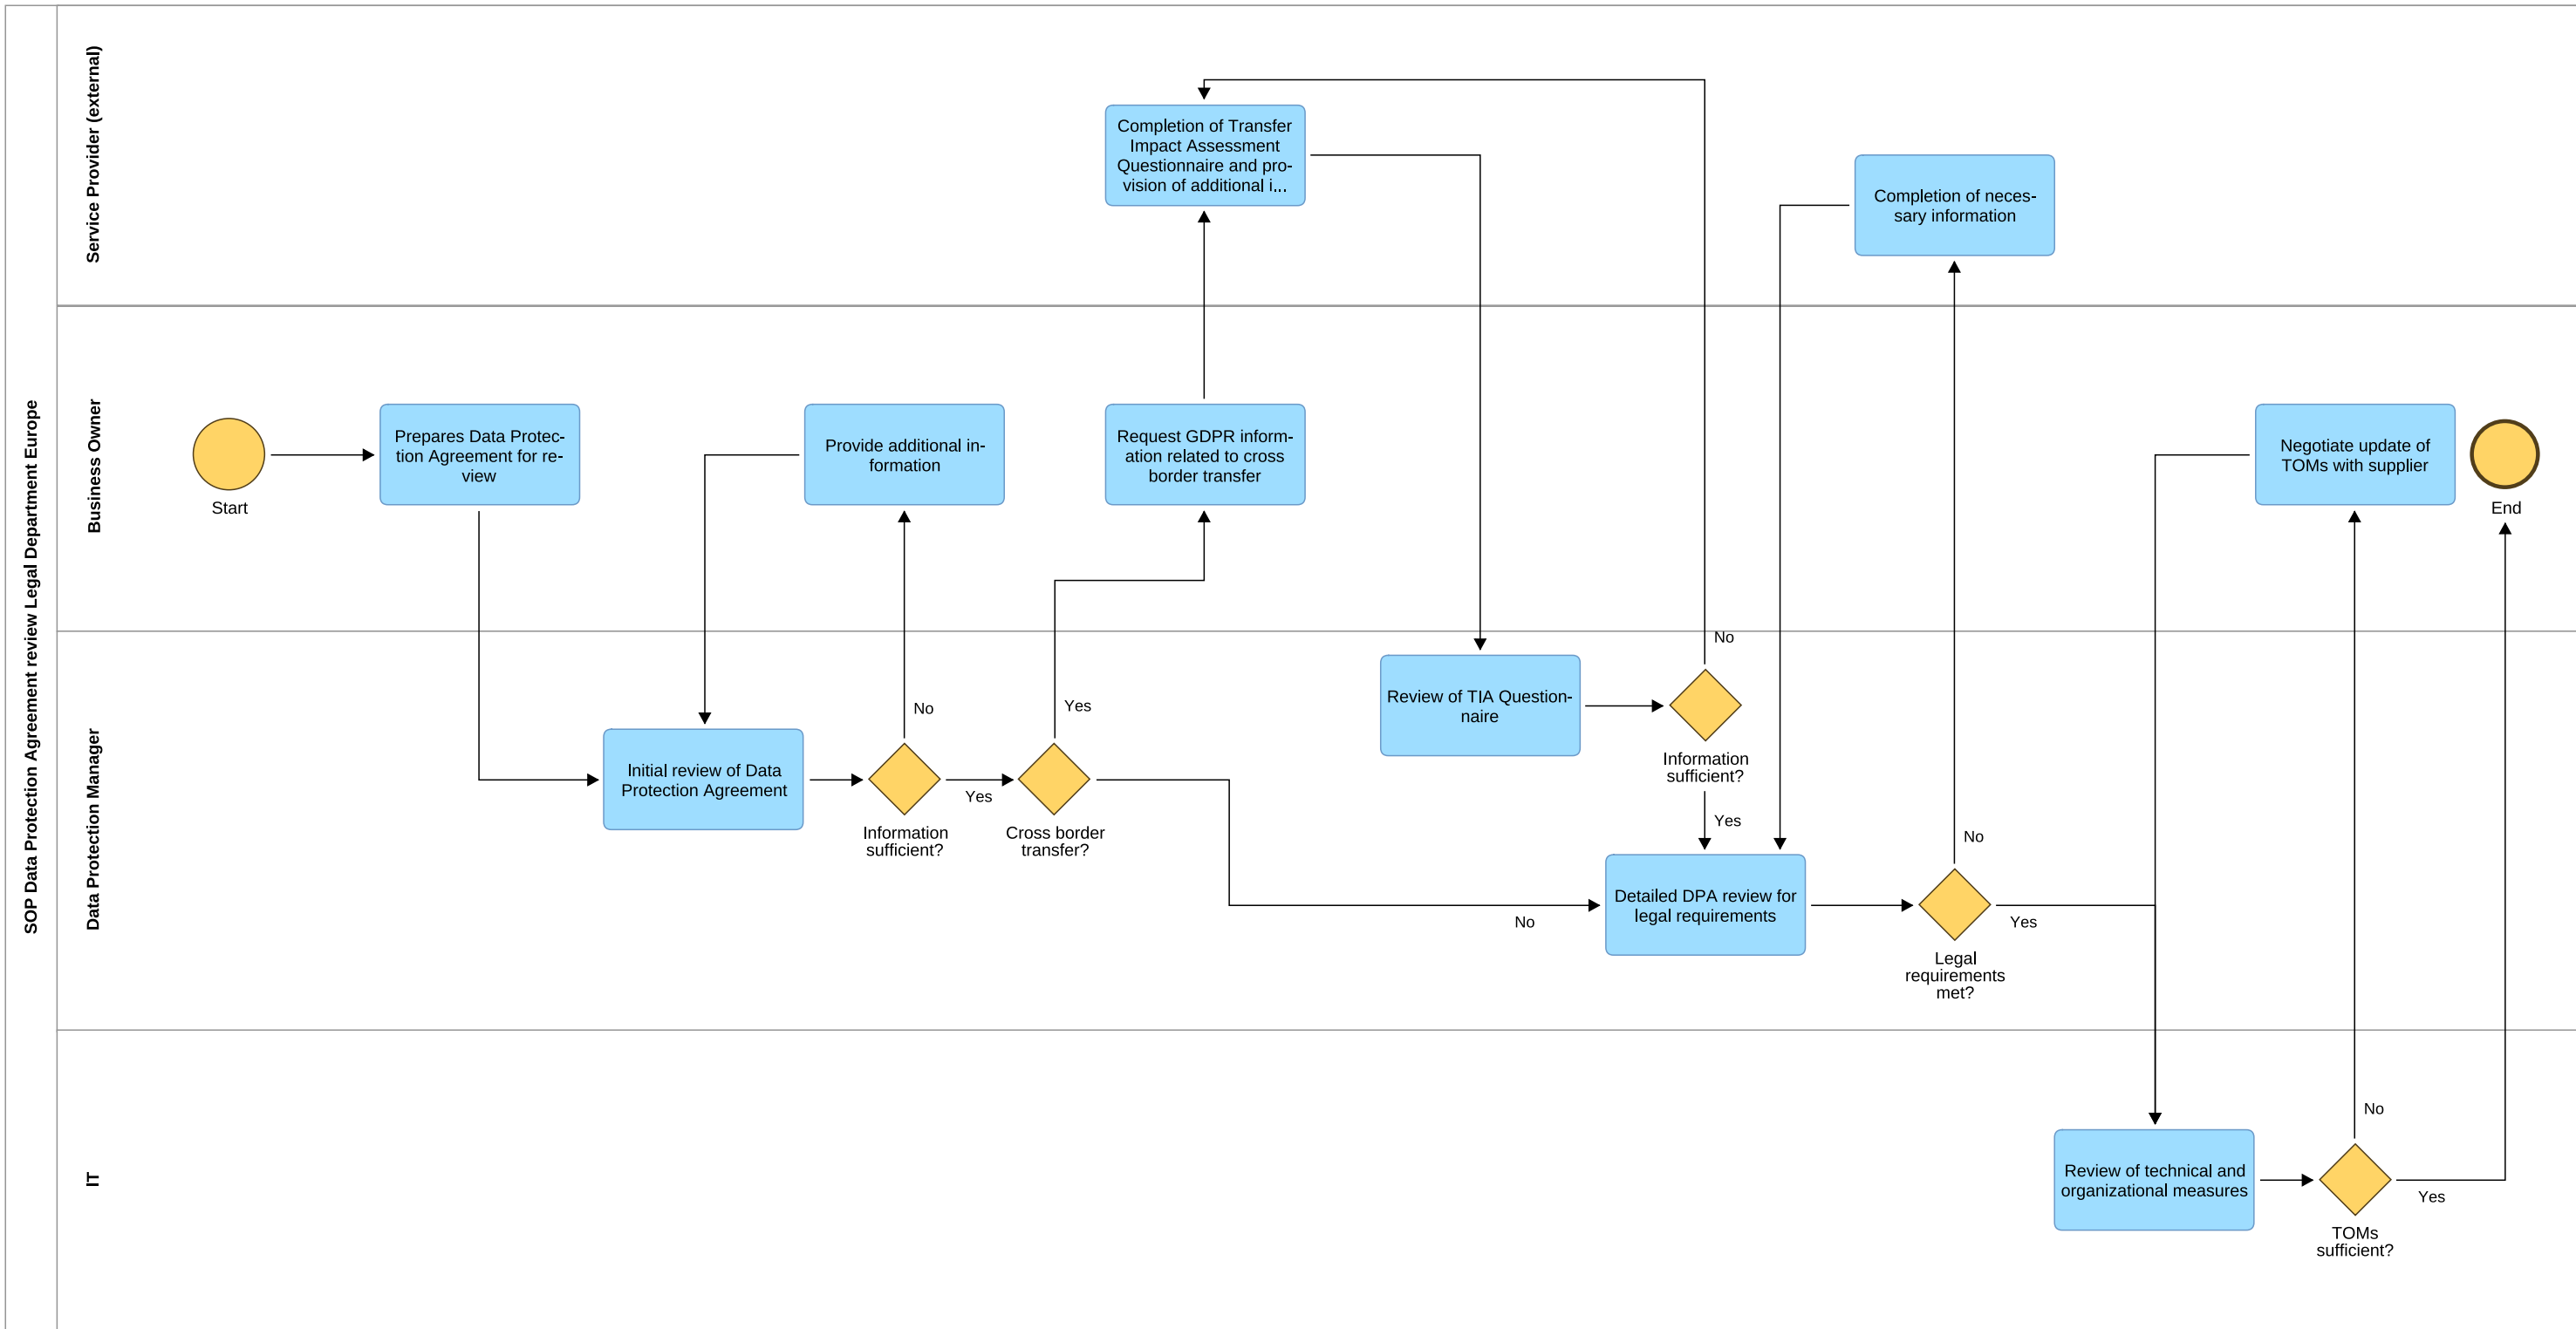 SOP Data Protection Agreement review Legal Department Europe
Service Provider (external)
Completion of Transfer
Impact Assessment
Questionnaire and pro-
vision of additional i...
Completion of neces-
sary information
Business Owner
Start
Prepares Data Protec-
tion Agreement for re-
view
Provide additional in-
formation
Request GDPR inform-
ation related to cross
border transfer
Negotiate update of
TOMs with supplier
End
Data Protection Manager
Initial review of Data
Protection Agreement
No
Information
sufficient?
Yes
Yes
Cross border
transfer?
No
Review of TIA Question-
naire
No
Information
sufficient?
Yes
Detailed DPA review for
legal requirements
No
Legal
requirements
met?
Yes
IT
Review of technical and
organizational measures
No
TOMs
sufficient?
Yes